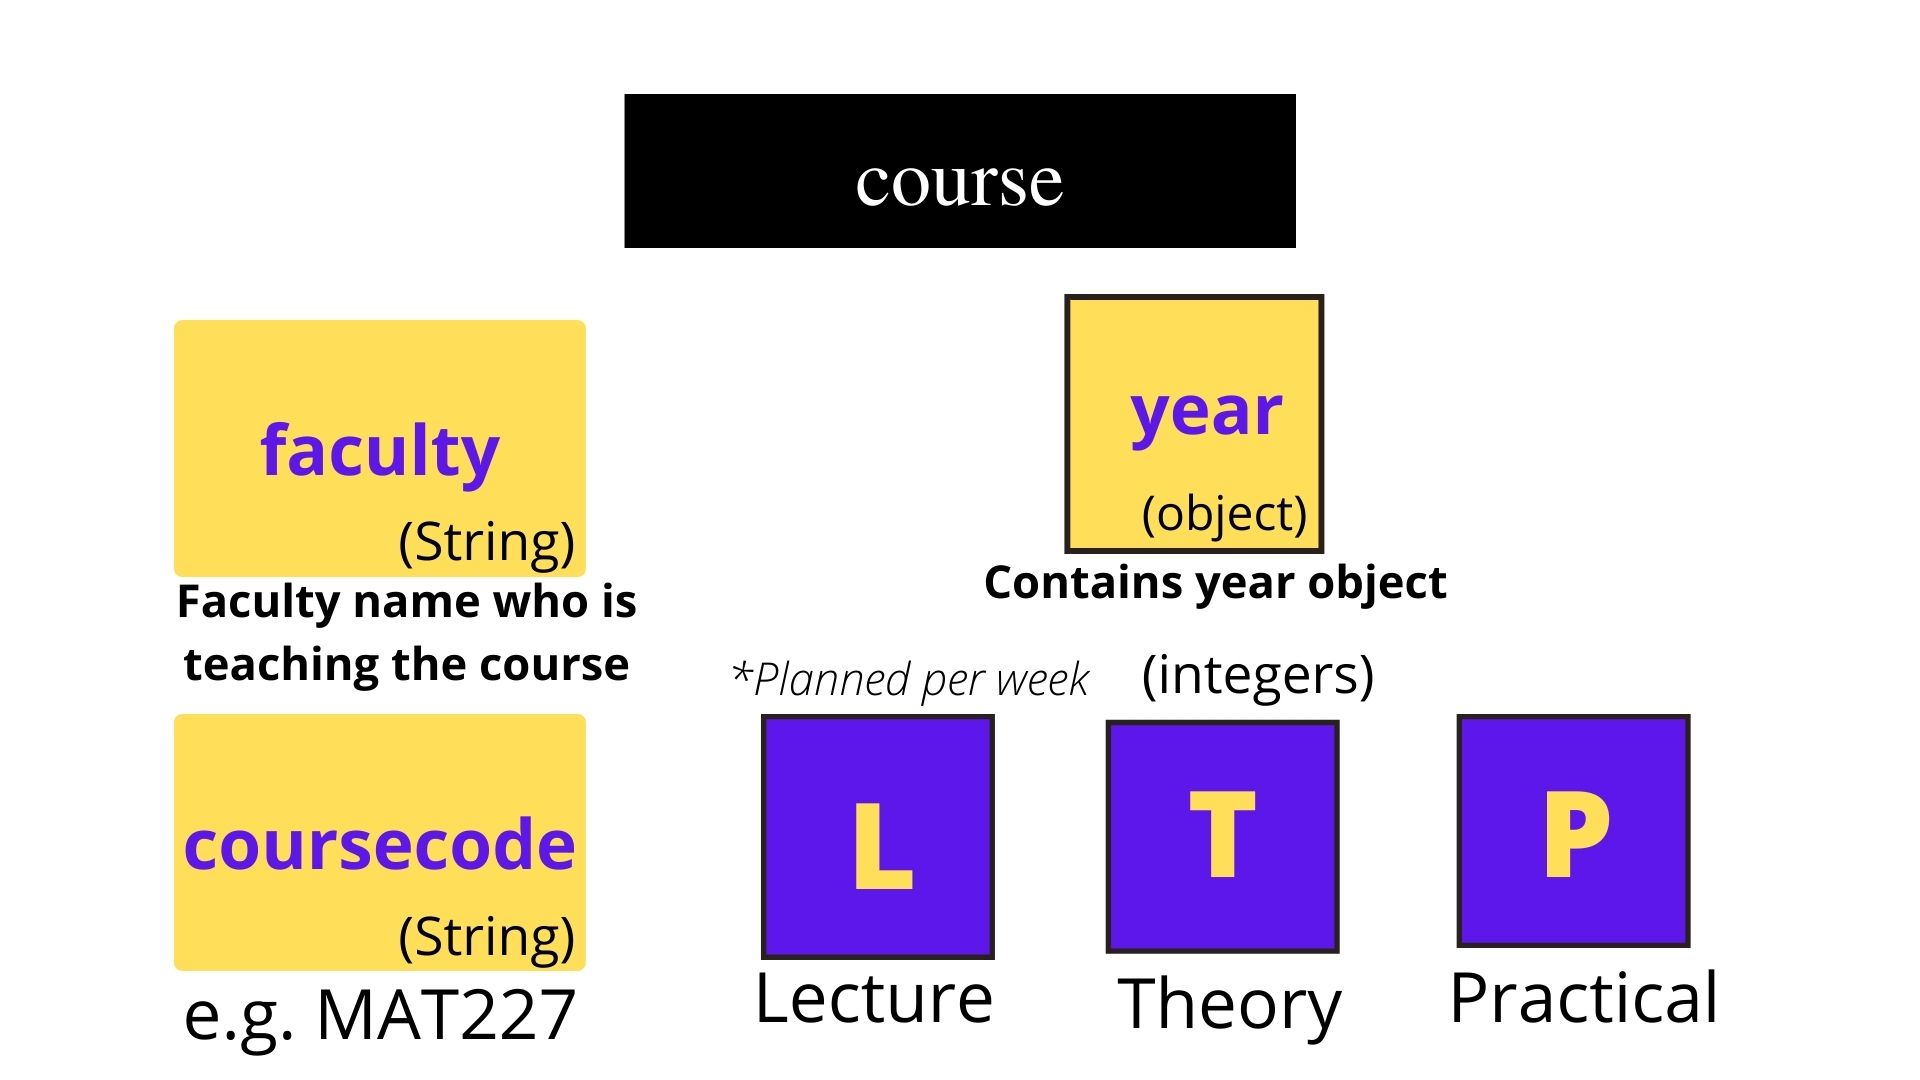 course
faculty
(String)
Faculty name who is
teaching the course
year
(object)
Contains year object
*Planned per week
(integers)
coursecode
(String)
e.g. MAT227
L
Lecture
T
Theory
P
Practical